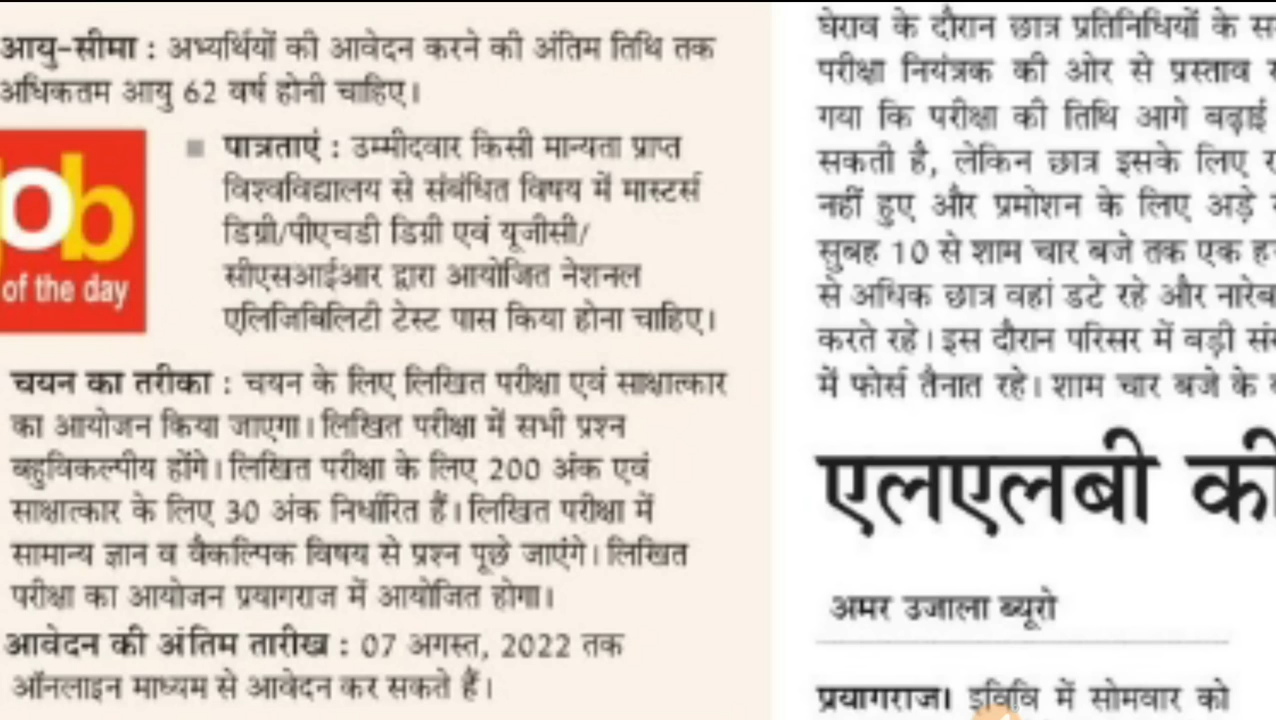 आयु-सीमा : अभ्यर्थियों की आवेदन करने की अंतिम तिथि तक
अधिकतम आयु 62 वर्ष होनी चाहिए।
job
of the day
■ पात्रताएं : उम्मीदवार किसी मान्यता प्राप्त
विश्वविद्यालय से संबंधित विषय में मास्टर्स
डिग्री/पीएचडी डिग्री एवं यूजीसी/
सीएसआईआर द्वारा आयोजित नेशनल
एलिजिबिलिटी टेस्ट पास किया होना चाहिए।
चयन का तरीका : चयन के लिए लिखित परीक्षा एवं साक्षात्कार
का आयोजन किया जाएगा। लिखित परीक्षा में सभी प्रश्न
बहुविकल्पीय होंगे। लिखित परीक्षा के लिए 200 अंक एवं
साक्षात्कार के लिए 30 अंक निर्धारित हैं। लिखित परीक्षा में
सामान्य ज्ञान व वैकल्पिक विषय से प्रश्न पूछे जाएंगे। लिखित
परीक्षा का आयोजन प्रयागराज में आयोजित होगा।
आवेदन की अंतिम तारीख : 07 अगस्त, 2022 तक
ऑनलाइन माध्यम से आवेदन कर सकते हैं।
घेराव के दौरान छात्र प्रतिनिधियों के
परीक्षा नियंत्रक की ओर से प्रस्ताव
गया कि परीक्षा की तिथि आगे बढ़ाई
सकती है, लेकिन छात्र इसके लिए
नहीं हुए और प्रमोशन के लिए अड़े
सुबह 10 से शाम चार बजे तक एक
से अधिक छात्र वहां डटे रहे और
करते रहे। इस दौरान परिसर में बड़ी
में फोर्स तैनात रहे। शाम चार बजे के
एलएलबी की
अमर उजाला ब्यूरो
प्रयागराज। इविवि में सोमवार को